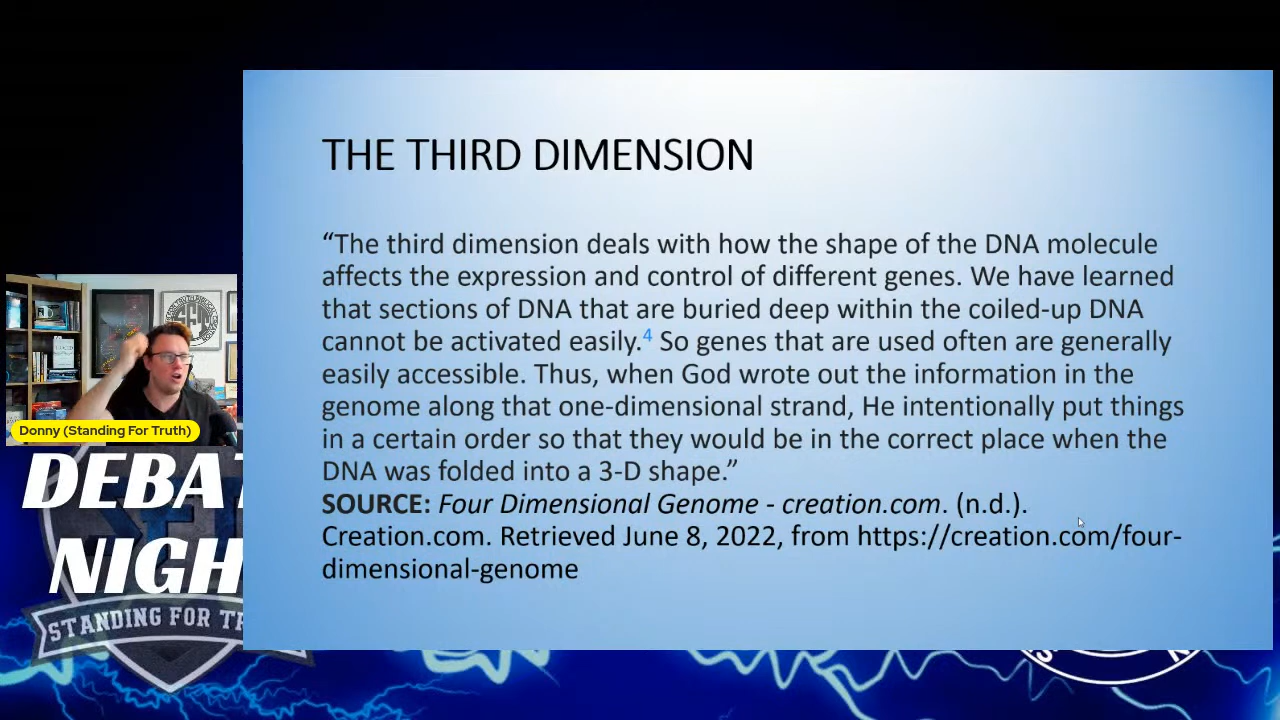 THE THIRD DIMENSION
“The third dimension deals with how the shape of the DNA molecule
affects the expression and control of different genes. We have learned
that sections of DNA that are buried deep within the coiled-up DNA
cannot be activated easily.4 So genes that are used often are generally
easily accessible. Thus, when God wrote out the information in the
genome along that one-dimensional strand, He intentionally put things
in a certain order so that they would be in the correct place when the
DNA was folded into a 3-D shape.”
SOURCE: Four Dimensional Genome - creation.com. (n.d.).
Creation.com. Retrieved June 8, 2022, from https://creation.com/four-
dimensional-genome
Donny (Standing For Truth)
DEBAT
NIGH
STANDING FOR TR